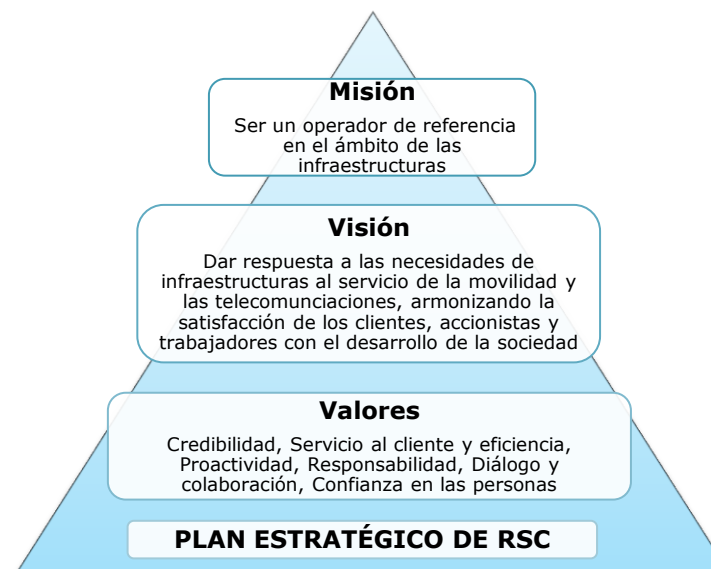 Misión
Ser un operador de referencia
en el ámbito de las
infraestructuras
Visión
Dar respuesta a las necesidades de
infraestructuras al servicio de la movilidad y
las telecomunciaciones, armonizando la
satisfacción de los clientes, accionistas y
trabajadores con el desarrollo de la sociedad
Valores
Credibilidad, Servicio al cliente y eficiencia,
Proactividad, Responsabilidad, Diálogo y
colaboración, Confianza en las personas
PLAN ESTRATÉGICO DE RSC